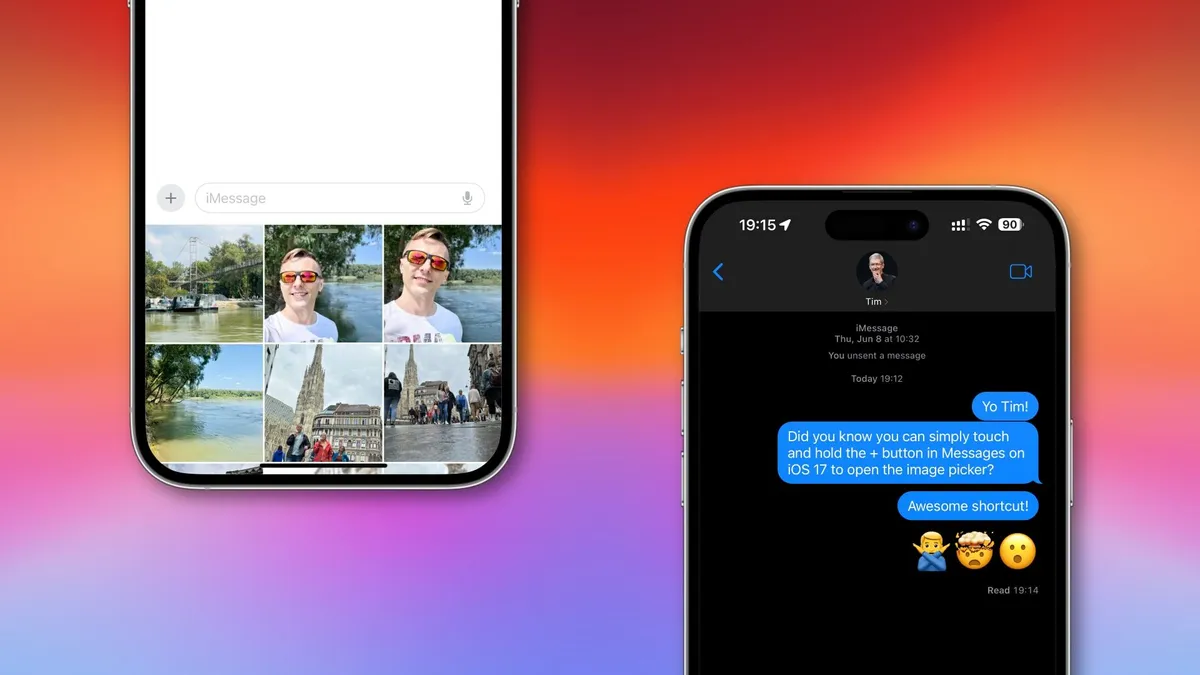 iMessage
19:15
90
Tim
iMessage
Thu, Jun 8 at 10:32
You unsent a message
Today 19:12
Yo Tim!
Did you know you can simply touch
and hold the + button in Messages on
iOS 17 to open the image picker?
Awesome shortcut!
Read 19:14